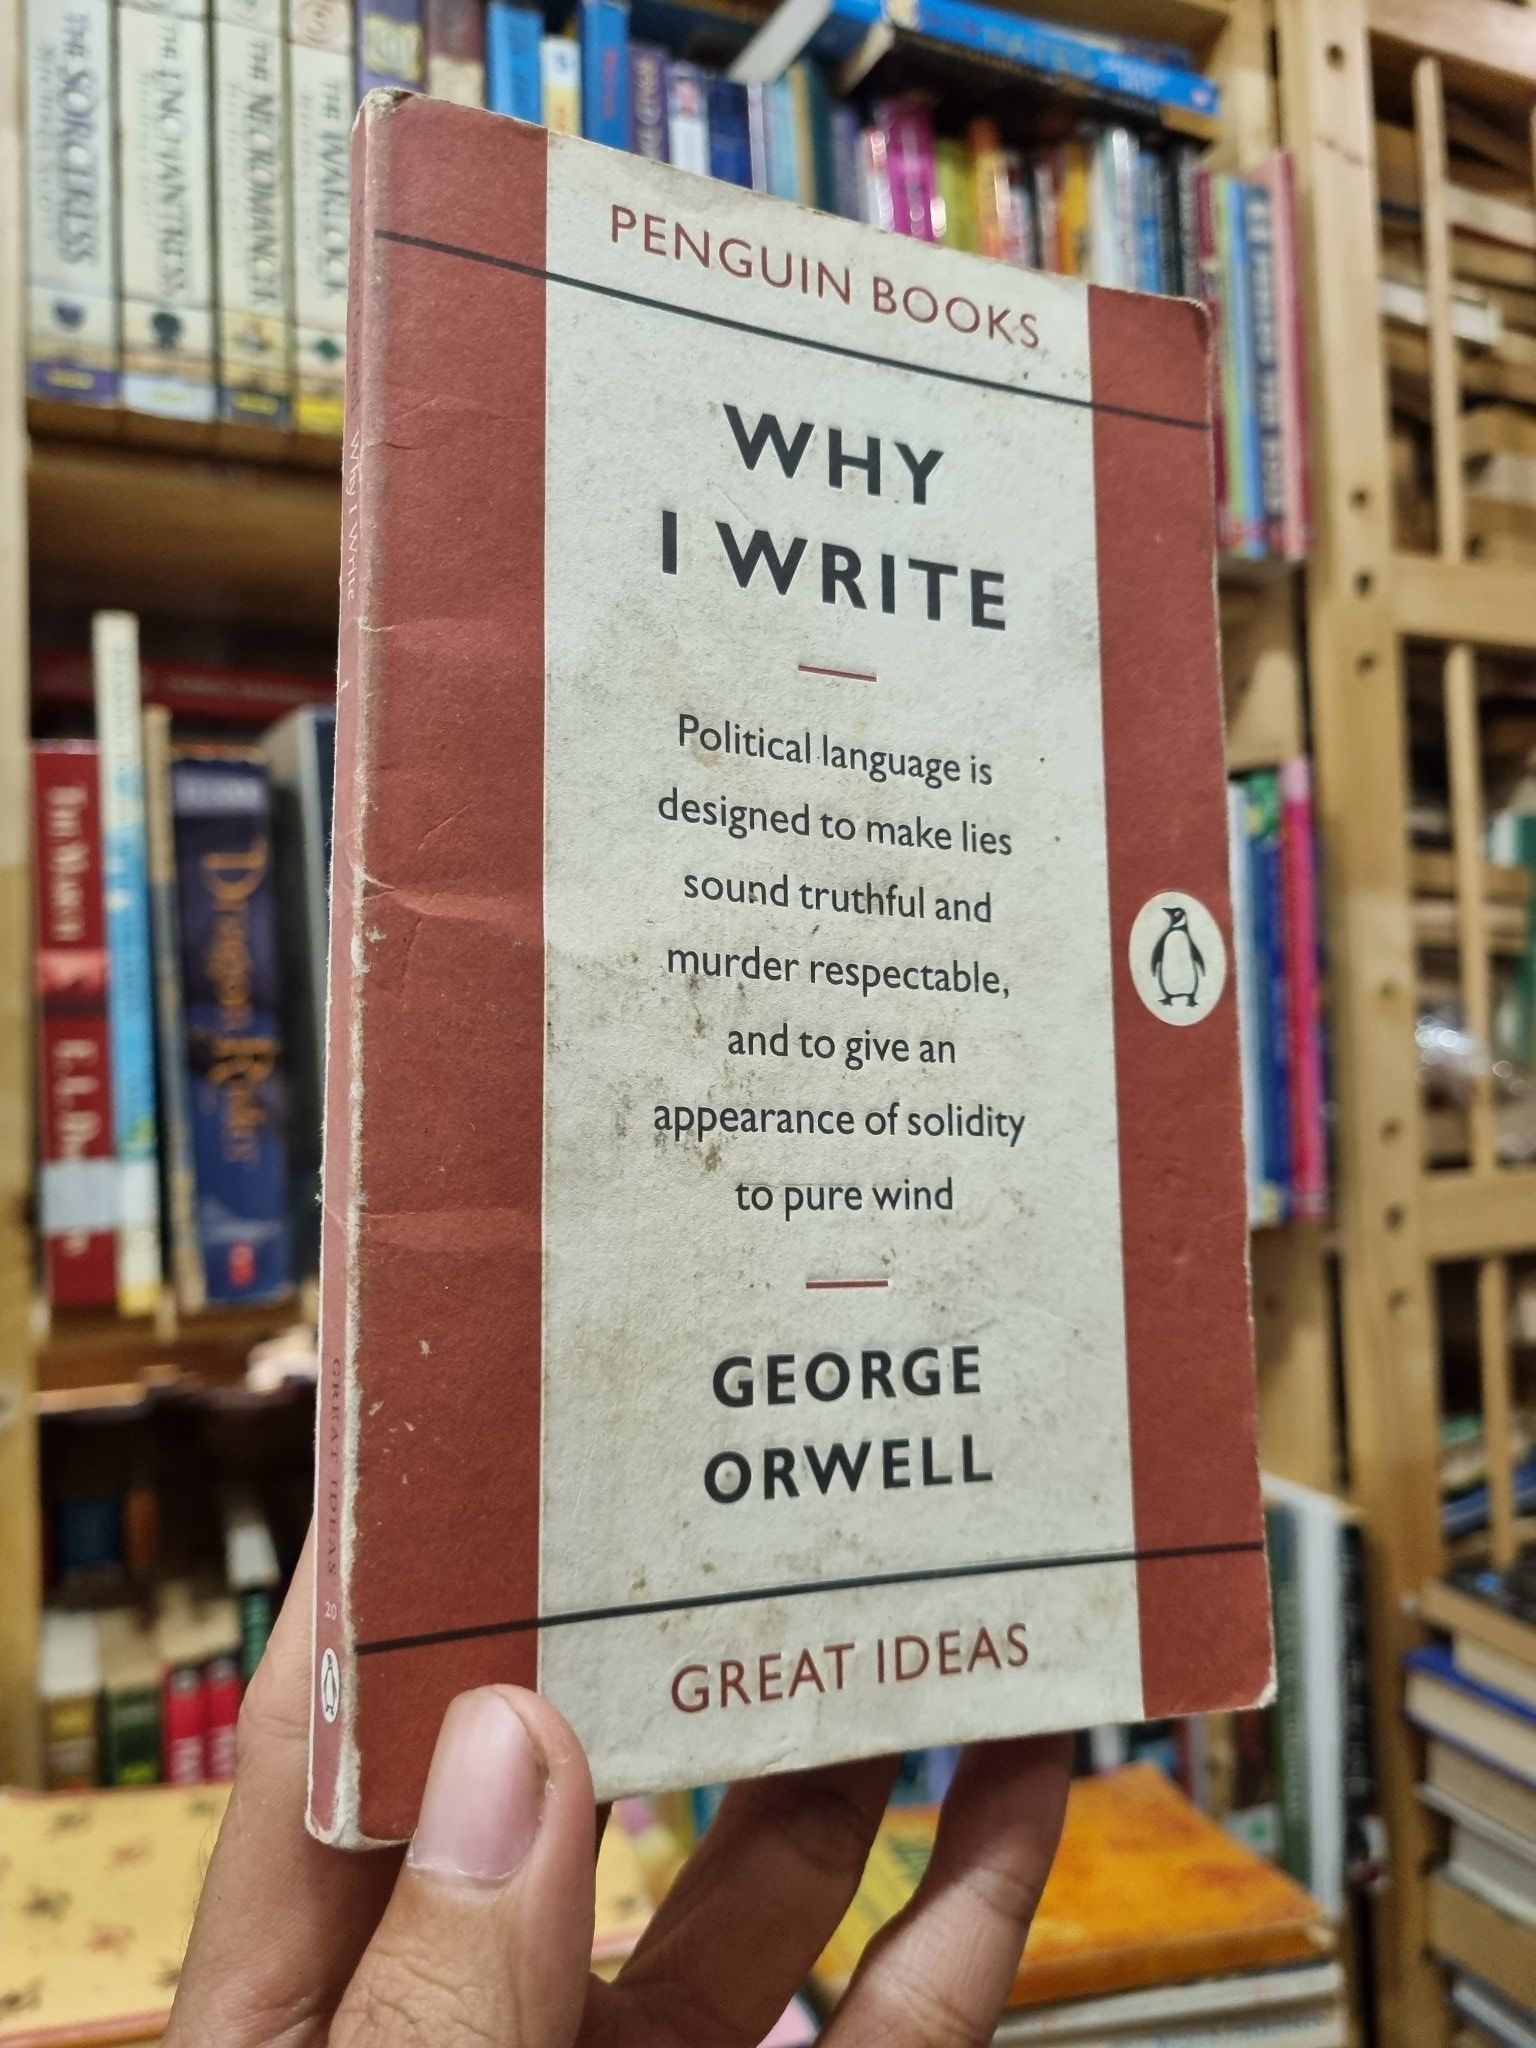 PENGUIN BOOKS
WHY
I WRITE
Political language is
designed to make lies
sound truthful and
murder respectable,
and to give an
appearance of solidity
to pure wind
GEORGE
ORWELL
GREAT IDEAS
Why I Write
GREAT IDEAS
20
THE SORCERESS
THE ENCHANTRESS
THE NECROMANCER
THE WARLOCK
Dragon Rider